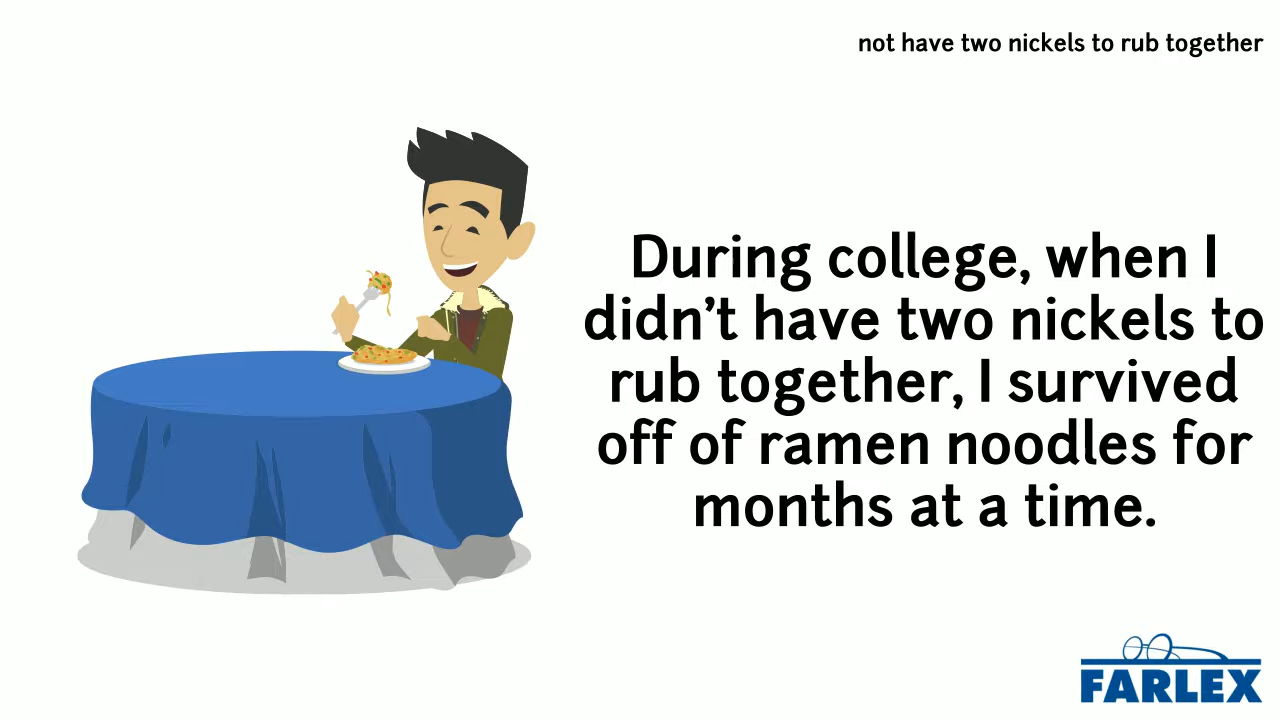 not have two nickels to rub together
During college, when I
didn't have two nickels to
rub together, I survived
off of ramen noodles for
months at a time.
FARLEX